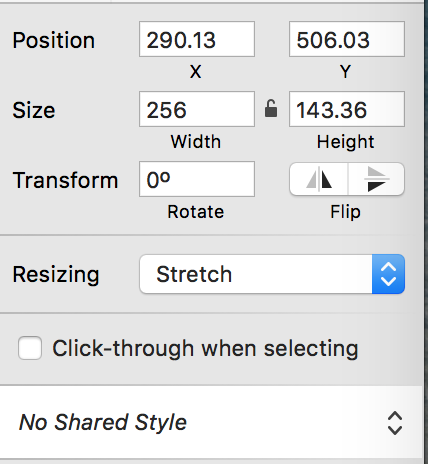 Position 290.13 506.03
X Y
Size 256 143.36
Width Height
Transform 0º
Rotate Flip
Resizing Stretch
Click-through when selecting
No Shared Style